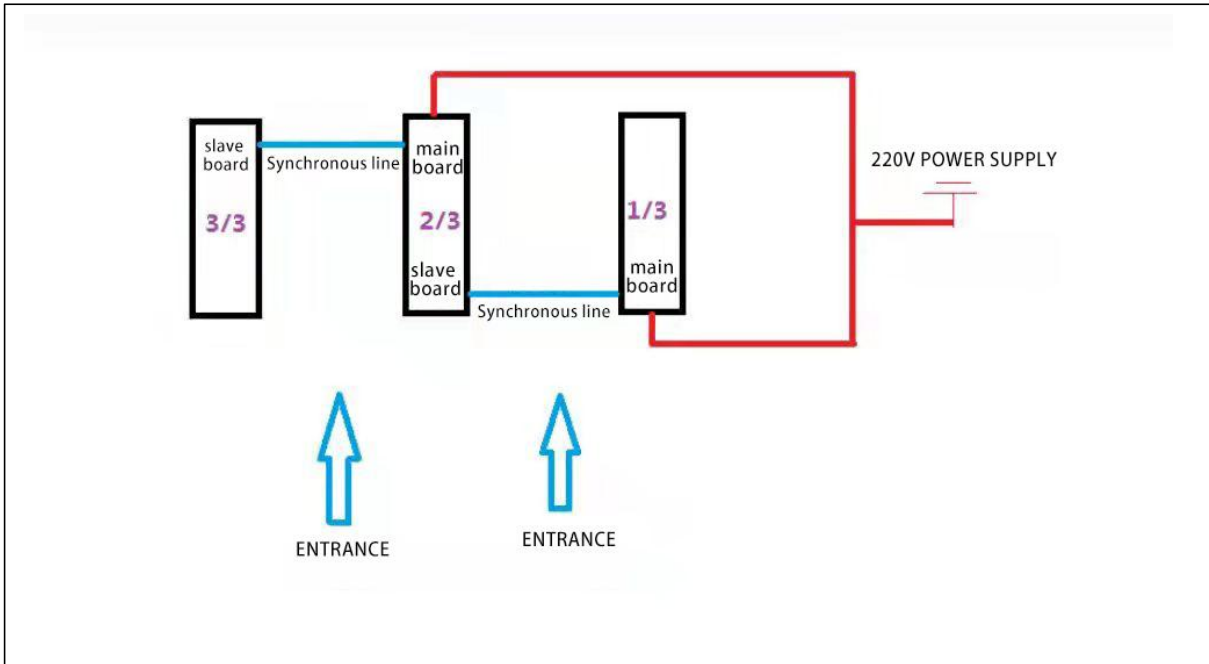 slave
board
3/3
Synchronous line
main
board
2/3
slave
board
Synchronous line
1/3
main
board
220V POWER SUPPLY
ENTRANCE
ENTRANCE